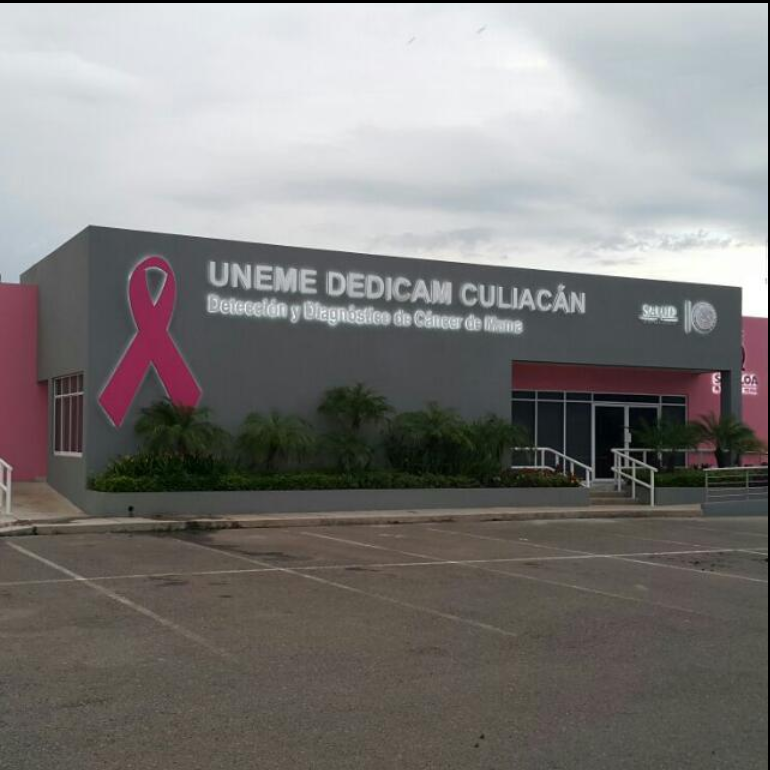 UNEME DEDICAM CULIACÁN
Detección y Diagnóstico de Cáncer de Mama
SALUD